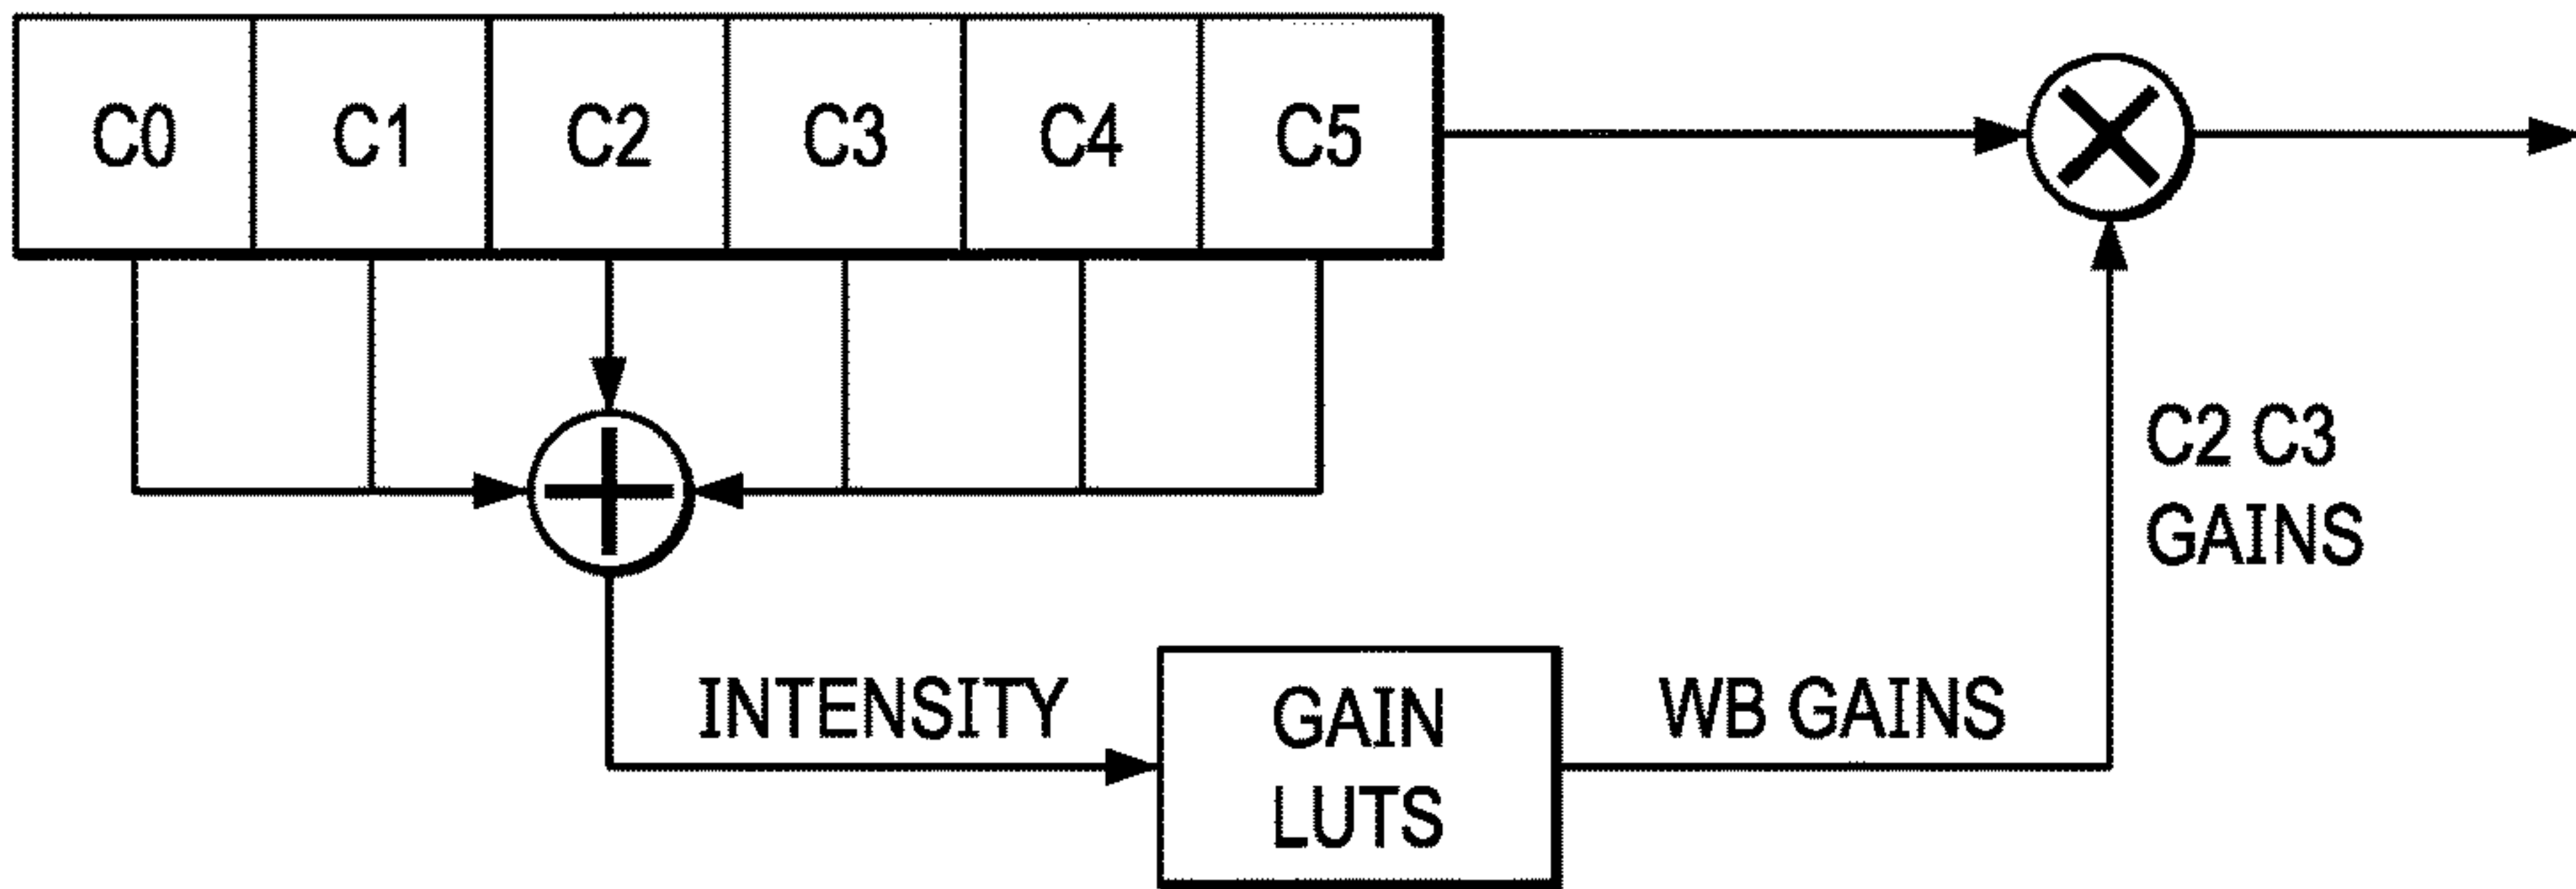 C0 C1 C2 C3 C4 C5
C2 C3
GAINS
INTENSITY
GAIN
LUTS
WB GAINS